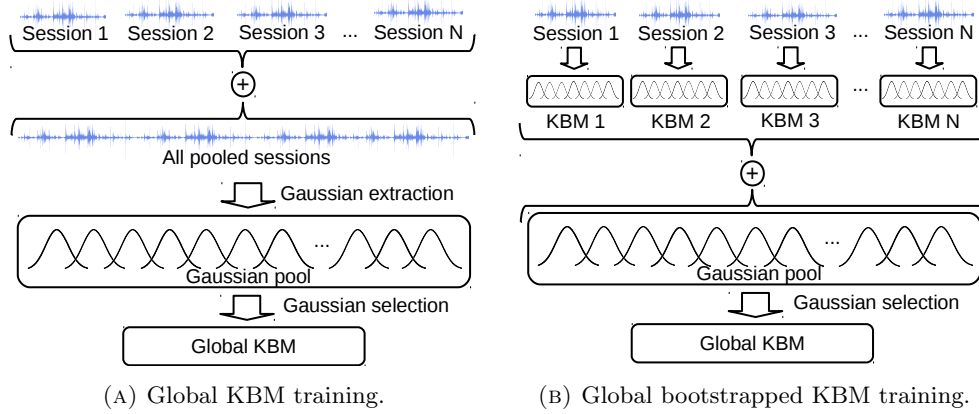 Session 1 Session 2 Session 3 ... Session N
+
All pooled sessions
Gaussian extraction
...
Gaussian pool
Gaussian selection
Global KBM
(A) Global KBM training.
Session 1 Session 2 Session 3 ... Session N
...
KBM 1 KBM 2 KBM 3 KBM N
+
...
Gaussian pool
Gaussian selection
Global KBM
(B) Global bootstrapped KBM training.